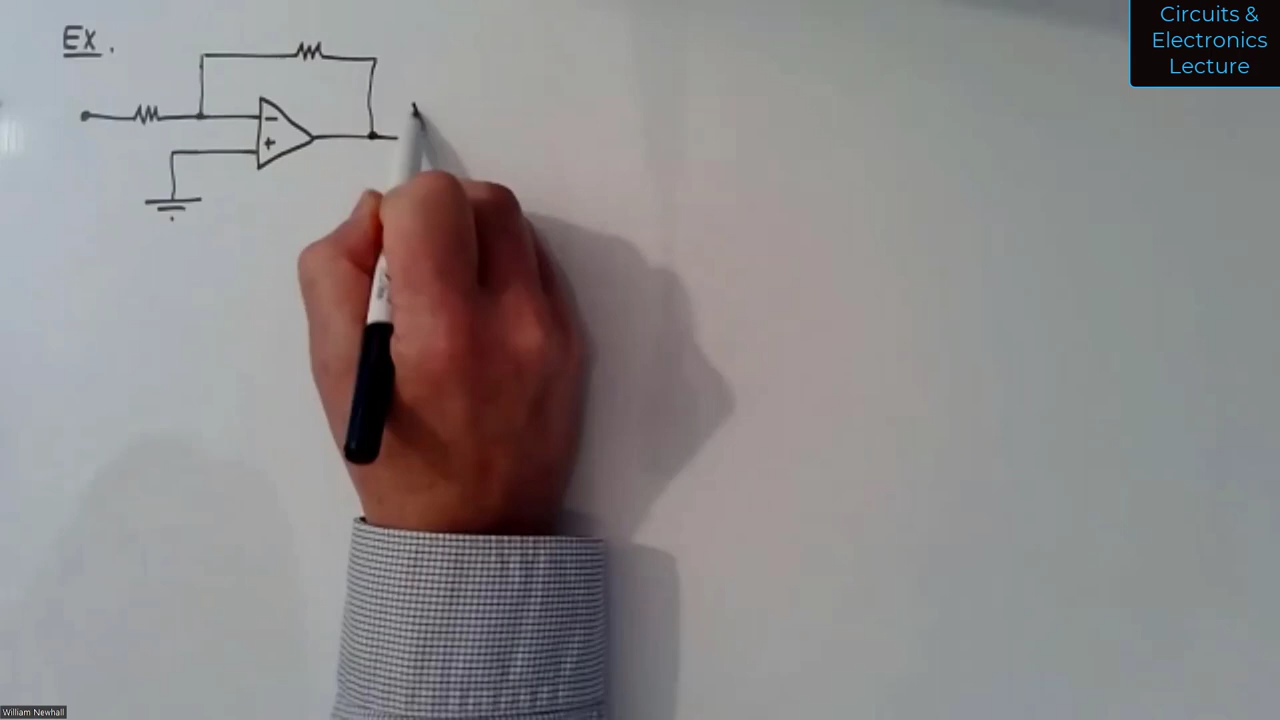 Circuits &
Electronics
Lecture
Ex.
-
+
William Newhall